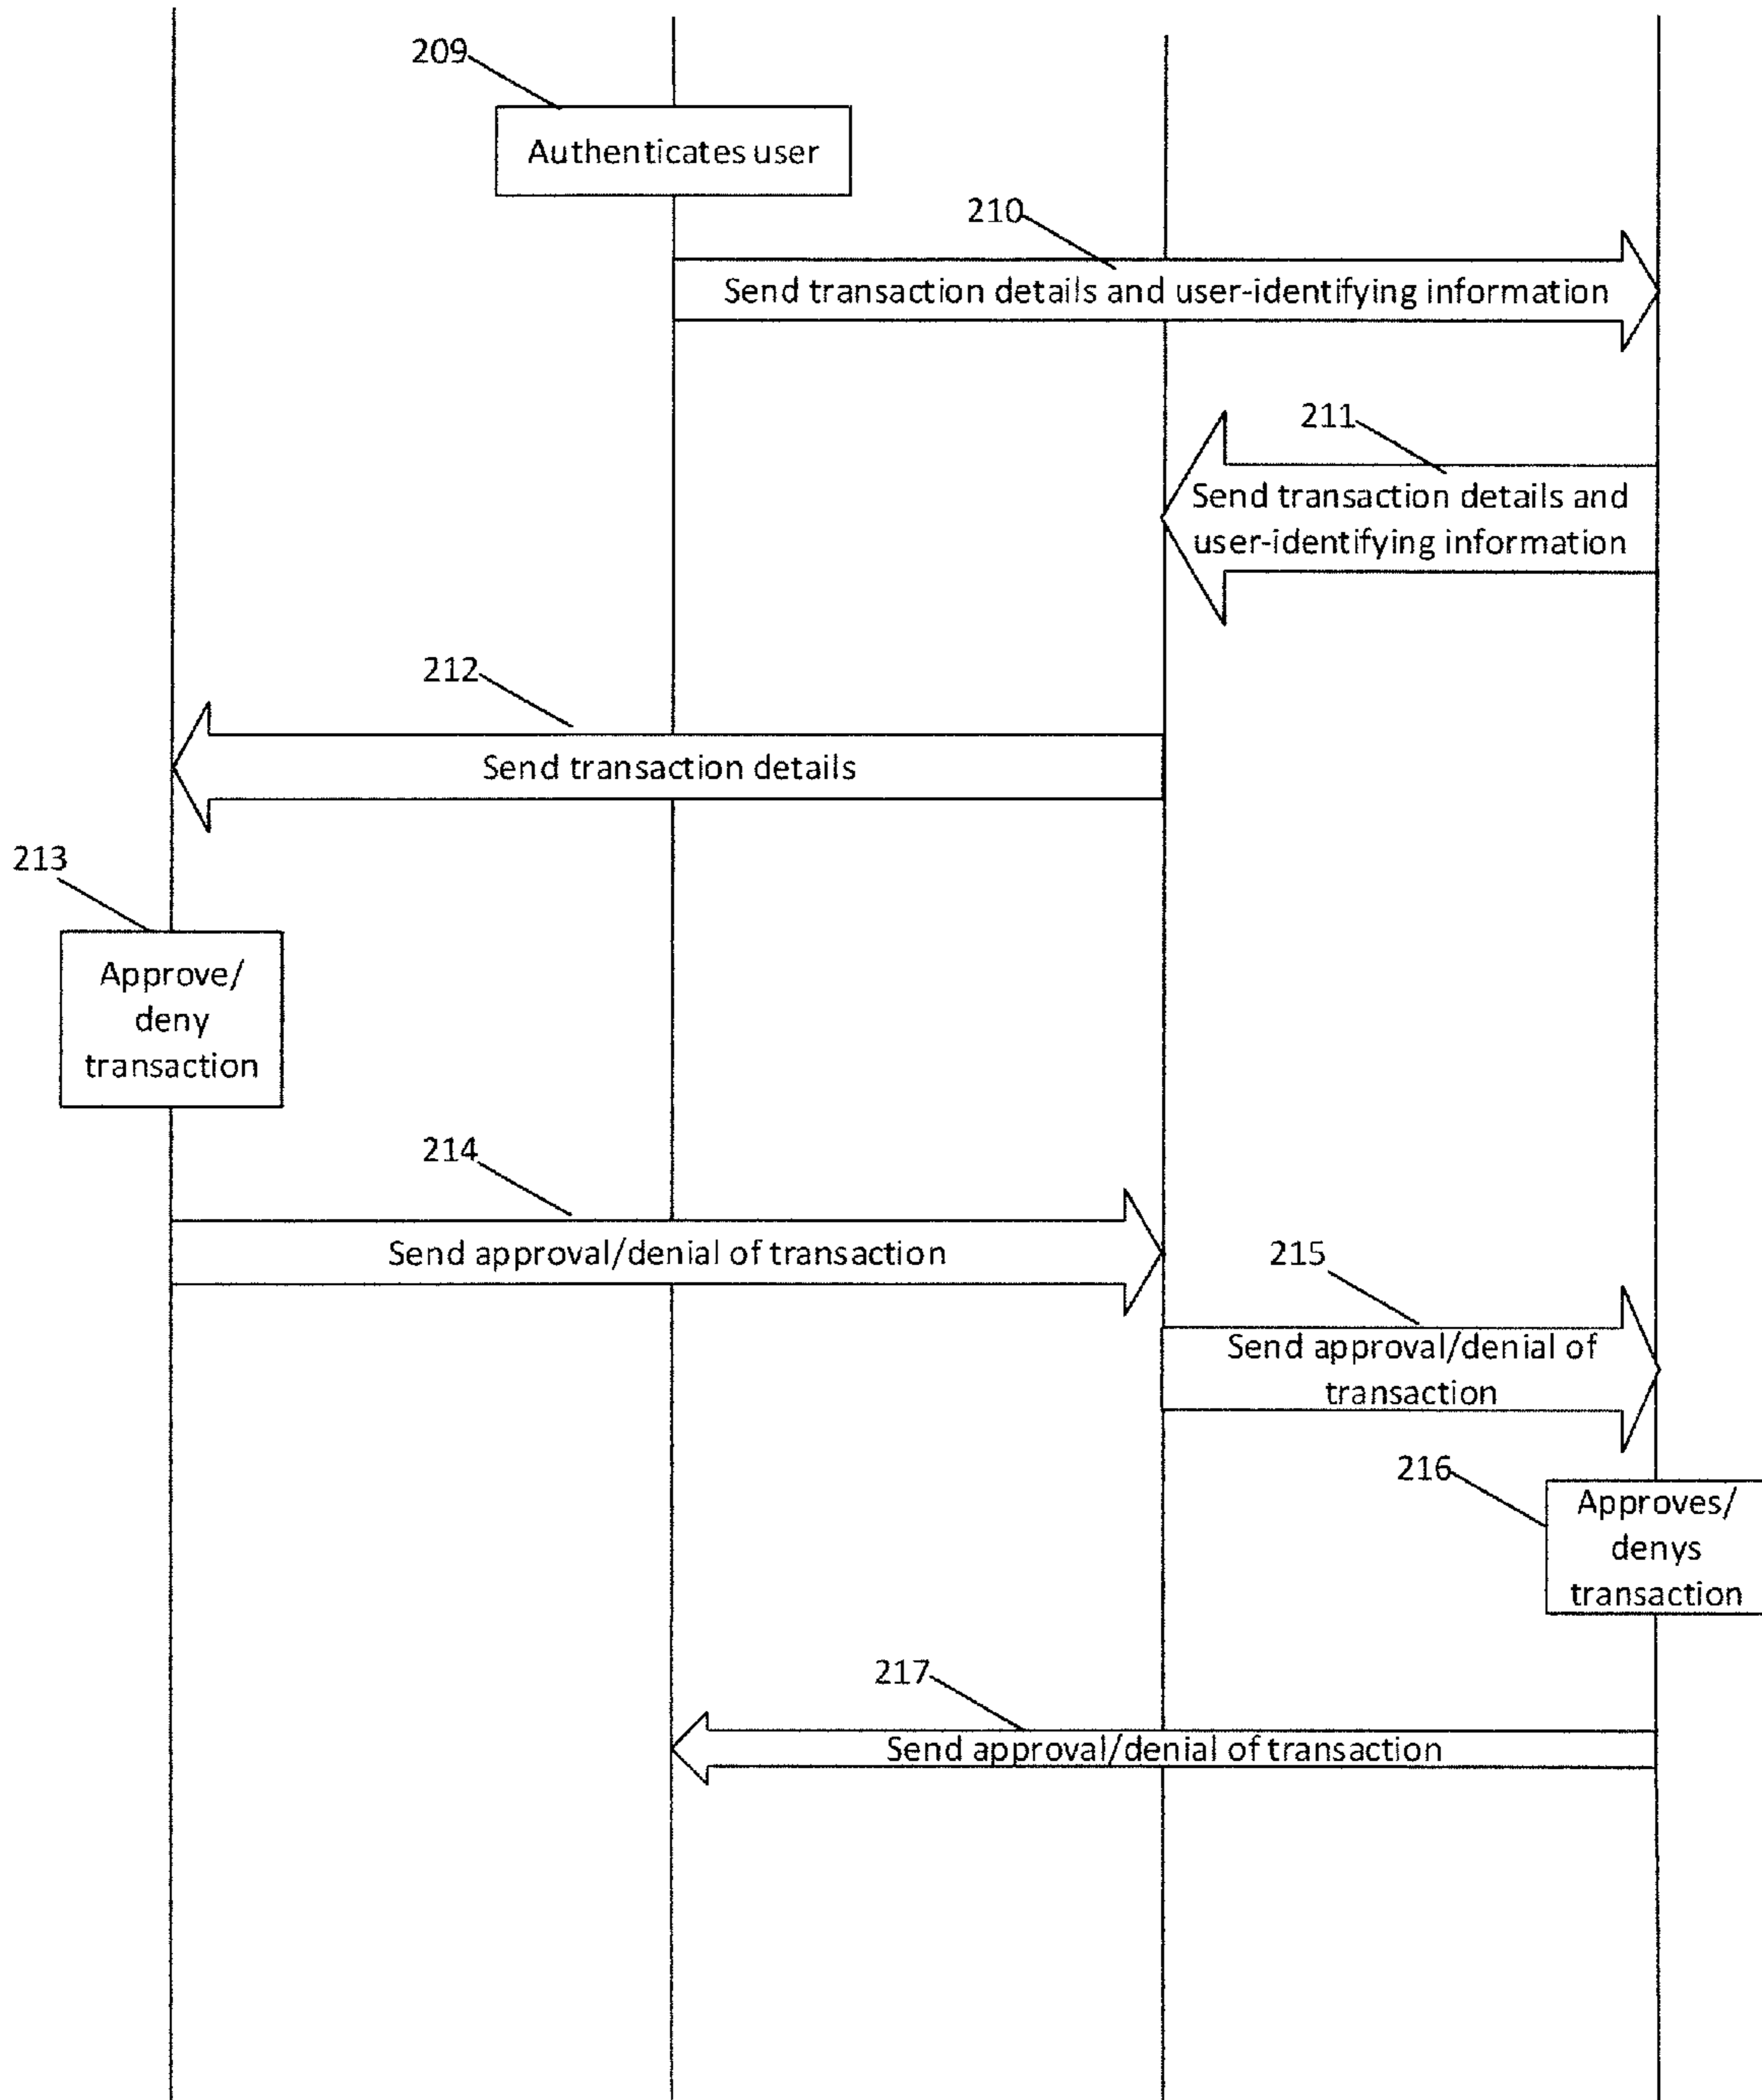 209
Authenticates user
210
Send transaction details and user-identifying information
211
Send transaction details and
user-identifying information
212
Send transaction details
213
Approve/
deny
transaction
214
Send approval/denial of transaction
215
Send approval/denial of
transaction
216
Approves/
denys
transaction
217
Send approval/denial of transaction